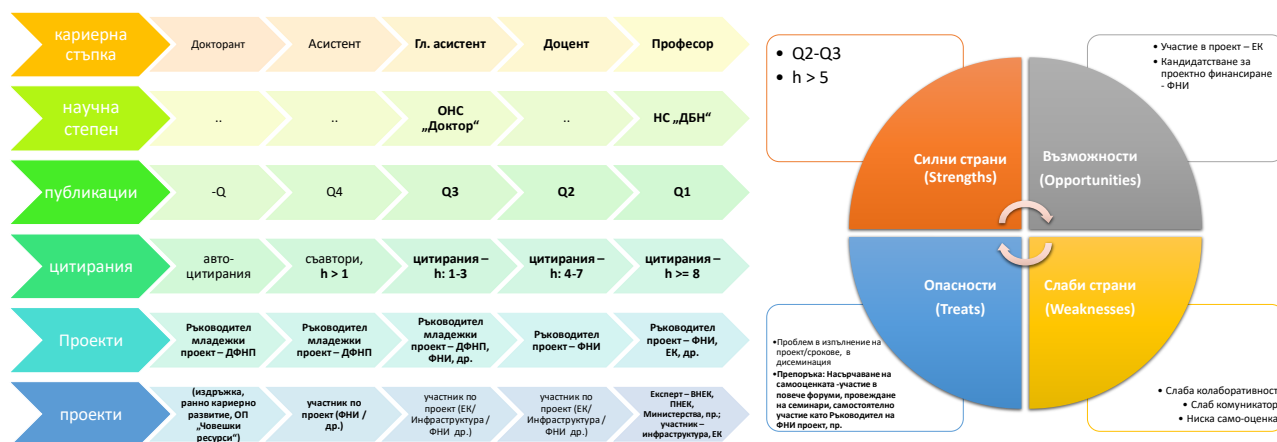 кариерна
стъпка
Докторант
Асистент
Гл. асистент
Доцент
Професор
научна
степен
..
..
ОНС
„Доктор“
..
НС „ДБН“
публикации
-Q
Q4
Q3
Q2
Q1
цитирания
авто-
цитирания
съавтори,
h > 1
цитирания –
h: 1-3
цитирания –
h: 4-7
цитирания –
h >= 8
Проекти
Ръководител
младежки
проект – ДФНП
Ръководител
младежки
проект – ДФНП
Ръководител
младежки
проект – ДФНП,
ФНИ, др.
Ръководител
проект – ФНИ
Ръководител
проект – ФНИ,
ЕК, др.
проекти
(издръжка,
ранно кариерно
развитие, ОП
„Човешки
ресурси“)
участник по
проект (ФНИ /
др.)
участник по
проект (ЕК/
Инфраструктура /
ФНИ др.)
участник по
проект (ЕК/
Инфраструктура /
ФНИ др.)
Експерт – ВНЕК,
ПНЕК,
Министерства, пр.;
участник –
инфраструктура, ЕК
• Q2-Q3
• h > 5
• Участие в проект – ЕК
• Кандидатстване за
проектно финансиране
- ФНИ
Силни страни
(Strengths)
Възможности
(Opportunities)
Опасности
(Treats)
Слаби страни
(Weaknesses)
•Проблем в изпълнение на
проект/срокове, в
дисеминация
•Препоръка: Насърчаване на
самооценката -участие в
повече форуми, провеждане
на семинари, самостоятелно
участие като Ръководител на
ФНИ проект, пр.
• Слаба колаборативност
• Слаб комуникатор
• Ниска само-оценка